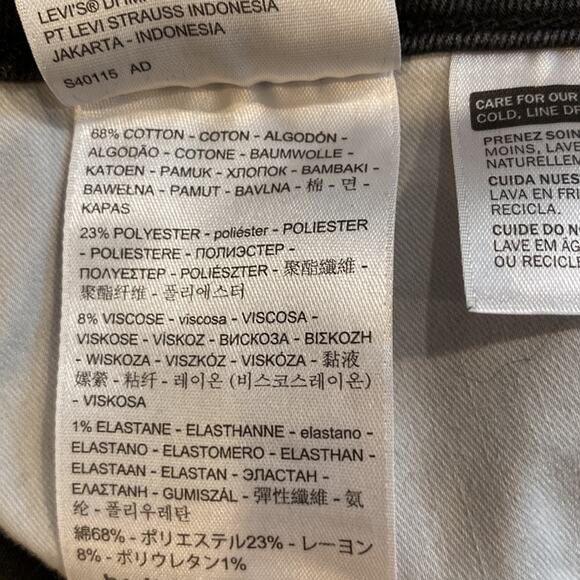 LEVI'S®
PT LEVI STRAUSS INDONESIA
JAKARTA - INDONESIA
S40115 AD
68% COTTON - COTON - ALGODÓN -
ALGODÃO - COTONE - BAUMWOLLE -
KATOEN - PAMUK - ХЛОПОК - BAMBAKI -
BAWEŁNA - PAMUT - BAVLNA - 棉 - 면 -
KAPAS
23% POLYESTER - poliéster - POLIESTER
- POLIESTERE - ПОЛИЭСТЕР -
ΠΟΛΥΕΣΤΕΡ - POLIÉSZTER - 聚酯纖維 -
聚酯纤维 - 폴리에스터
8% VISCOSE - viscosa - VISCOSA -
VISKOSE - VİSKOZ - ВИСКОЗА - ΒΙΣΚΟΖΗ
- WISKOZA - VISZKÓZ - VISKÓZA - 黏液
嫘縈 - 粘纤 - 레이온 (비스코스레이온)
- VISKOSA
1% ELASTANE - ELASTHANNE - elastano -
ELASTANO - ELASTOMERO - ELASTHAN -
ELASTAAN - ELASTAN - ЭЛАСТАН -
ΕΛΑΣΤΑΝΗ - GUMISZÁL - 彈性纖維 - 氨
纶 - 폴리우레탄
綿68% - ポリエステル23% - レーヨン
8% - ポリウレタン1%
CARE FOR OUR
COLD, LINE DR
PRENEZ SOIN
MOINS, LAVE
NATURELLEM
CUIDA NUES
LAVA EN FRÍ
RECICLA.
CUIDE DO N
LAVE EM ÁG
OU RECICLE